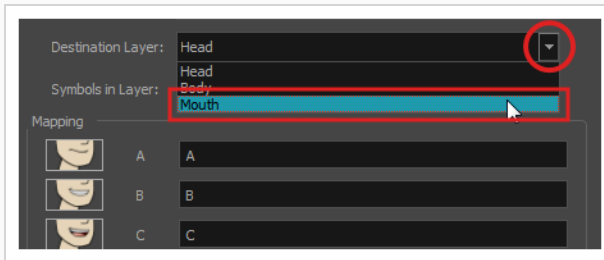 Destination Layer: Head
Head
Symbols in Layer: Body
Mouth
Mapping
A A
B B
C C